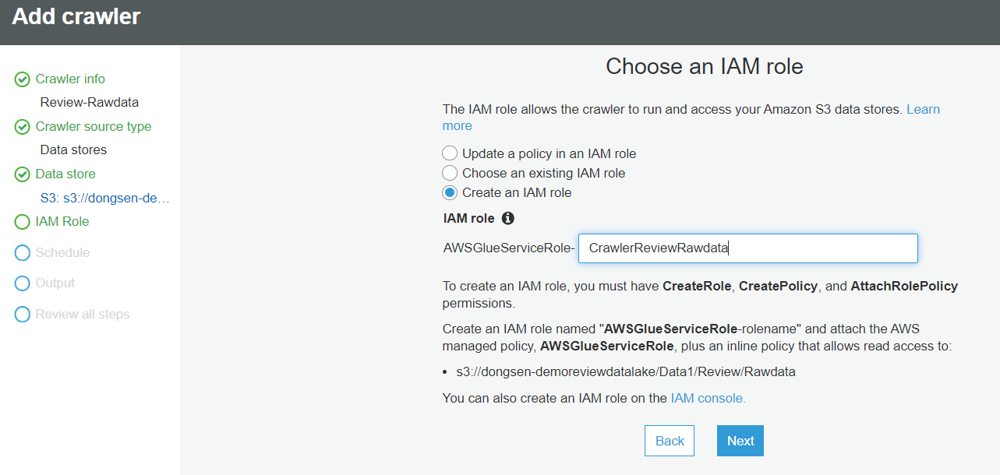 Add crawler
Crawler info
Review-Rawdata
Crawler source type
Data stores
Data store
S3: s3://dongsen-de…
IAM Role
Schedule
Output
Review all steps
Choose an IAM role
The IAM role allows the crawler to run and access your Amazon S3 data stores. Learn
more
Update a policy in an IAM role
Choose an existing IAM role
Create an IAM role
IAM role
AWSGlueServiceRole- CrawlerReviewRawdata
To create an IAM role, you must have CreateRole, CreatePolicy, and AttachRolePolicy
permissions.
Create an IAM role named "AWSGlueServiceRole-rolename" and attach the AWS
managed policy, AWSGlueServiceRole, plus an inline policy that allows read access to:
• s3://dongsen-demoreviewdatalake/Data1/Review/Rawdata
You can also create an IAM role on the IAM console.
Back Next